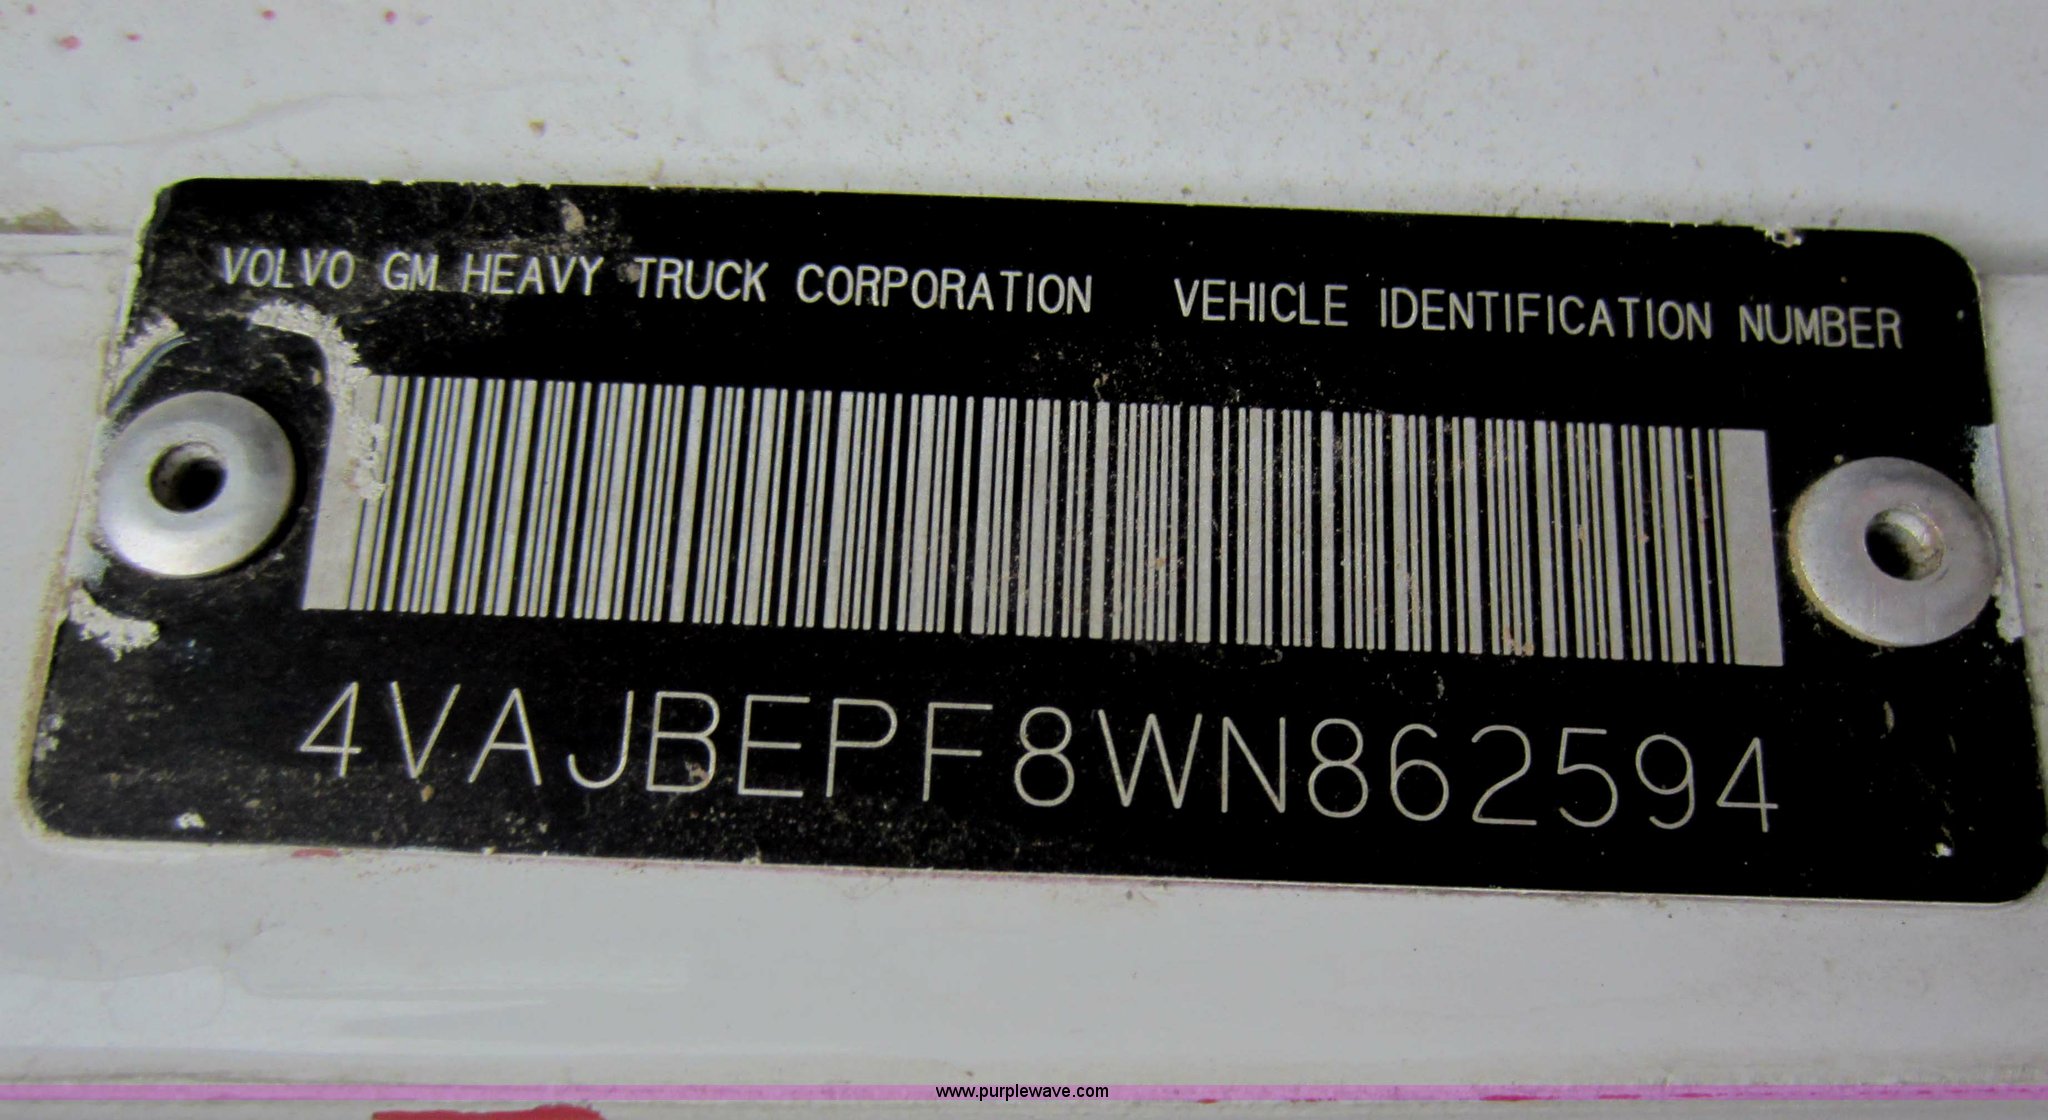 VOLVO GM HEAVY TRUCK CORPORATION VEHICLE IDENTIFICATION NUMBER
4VAJBEPF8WN862594
www.purplewave.com